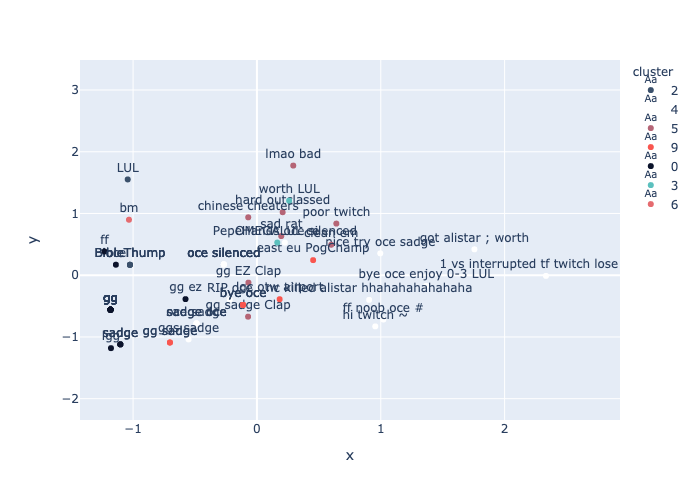 cluster
Aa
2
Aa
4
Aa
5
Aa
9
Aa
0
Aa
3
Aa
6
3
2
1
0
−1
−2
y
lmao bad
LUL
worth LUL
hard outclassed
chinese cheaters
bm
poor twitch
sad rat
ff
nice try oce sadge
got alistar ; worth
BibleThump
oce silenced
east eu PogChamp
1 vs interrupted tf twitch lose
gg EZ Clap
bye oce enjoy 0-3 LUL
gg ez
bye oce
gg
gg sadge Clap
ff noob oce #
hi twitch ~
sadge
gg sadge
−1
0
1
2
x